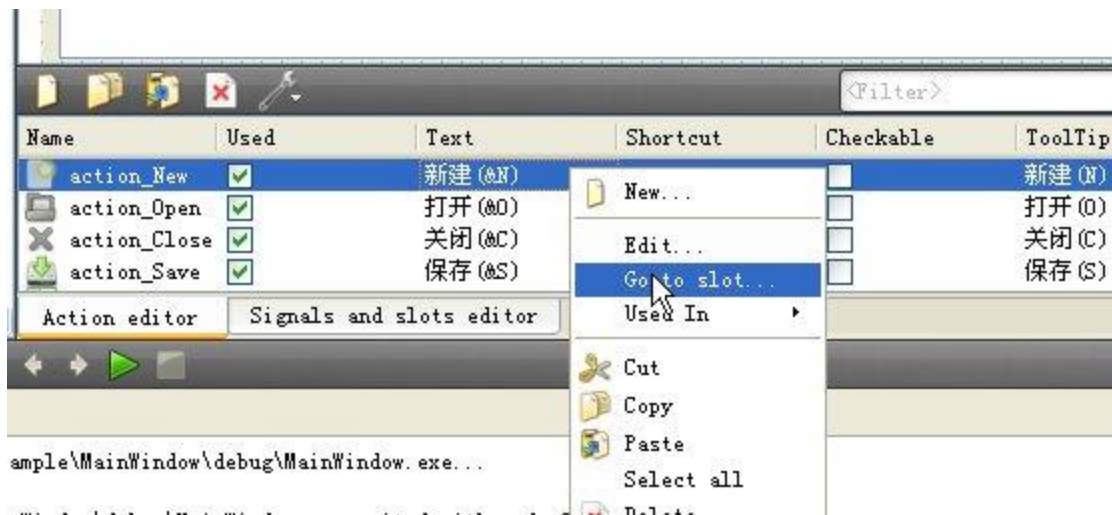 <Filter>
Name Used Text Shortcut Checkable ToolTip
action_New 新建(&N) 新建(N)
action_Open 打开(&O) 打开(O)
action_Close 关闭(&C) 关闭(C)
action_Save 保存(&S) 保存(S)
New...
Edit...
Go to slot...
Used In
Cut
Copy
Paste
Select all
Delete
Action editor Signals and slots editor
ample\MainWindow\debug\MainWindow.exe...